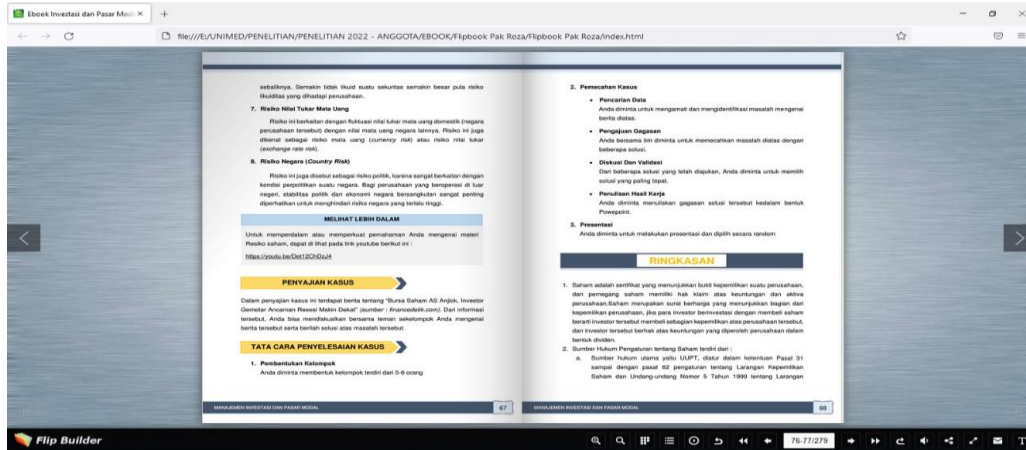 Ebook Investasi dan Pasar Mod
file:///E:/UNIMED/PENELITIAN/PENELITIAN 2022 - ANGGOTA/EBOOK/Flipbook Pak Roza/Flipbook Pak Roza/index.html
sebaliknya. Semakin tidak likuid suatu sekuritas semakin besar pula risiko
likuiditas yang dihadapi perusahaan.
7. Risiko Nilai Tukar Mata Uang
Risiko ini berkaitan dengan fluktuasi nilai tukar mata uang domestik (negara
perusahaan tersebut) dengan nilai mata uang negara lainnya. Risiko ini juga
dikenal sebagai risiko mata uang (currency risk) atau risiko nilai tukar
(exchange rate risk).
8. Risiko Negara (Country Risk)
Risiko ini juga disebut sebagai risiko politik, karena sangat berkaitan dengan
kondisi perpolitikan suatu negara. Bagi perusahaan yang beroperasi di luar
negeri, stabilitas politik dan ekonomi negara bersangkutan sangat penting
diperhatikan untuk menghindari risiko negara yang terlalu tinggi.
MELIHAT LEBIH DALAM
Untuk mempendalam atau memperkuat pemahaman Anda mengenai materi
Resiko saham, dapat di lihat pada link youtube berikut ini :
https://youtu.be/Det12ChDzJ4
PENYAJIAN KASUS
Dalam penyajian kasus ini terdapat berita tentang "Bursa Saham AS Anjlok, Investor
Gemetar Ancaman Resesi Makin Dekat" (sumber : financedetik.com). Dari informasi
tersebut, Anda bisa mendiskusikan bersama teman sekelompok Anda mengenai
berita tersebut serta berilah solusi atas masalah tersebut.
TATA CARA PENYELESAIAN KASUS
1. Pembentukan Kelompok
Anda diminta membentuk kelompok terdiri dari 5-6 orang
MANAJEMEN INVESTASI DAN PASAR MODAL
67
2. Pemecahan Kasus
• Pencarian Data
Anda diminta untuk mengamati dan mengidentifikasi masalah mengenai
berita diatas.
• Pengajuan Gagasan
Anda bersama tim diminta untuk memecahkan masalah diatas dengan
beberapa solusi.
• Diskusi Dan Validasi
Dari beberapa solusi yang telah diajukan, Anda diminta untuk memilih
solusi yang paling tepat.
• Penulisan Hasil Kerja
Anda diminta menuliskan gagasan solusi tersebut kedalam bentuk
Powepoint.
3. Presentasi
Anda diminta untuk melakukan presentasi dan dipilih secara random
RINGKASAN
1. Saham adalah sertifikat yang menunjukkan bukti kepemilikan suatu perusahaan,
dan pemegang saham memiliki hak klaim atas keuntungan dan aktiva
perusahaan.Saham merupakan surat berharga yang menunjukkan bagian dari
kepemilikan perusahaan, jika para investor berinvestasi dengan membeli saham
berarti investor tersebut membeli sebagian kepemilikan atas perusahaan tersebut,
dan investor tersebut berhak atas keuntungan yang diperoleh perusahaan dalam
bentuk dividen.
2. Sumber Hukum Pengaturan tentang Saham terdiri dari :
a. Sumber hukum utama yaitu UUPT, diatur dalam ketentuan Pasal 31
sampai dengan pasal 62 pengaturan tentang Larangan Kepemilikan
Saham dan Undang-undang Nomor 5 Tahun 1999 tentang Larangan
MANAJEMEN INVESTASI DAN PASAR MODAL
68
Flip Builder
76-77/279